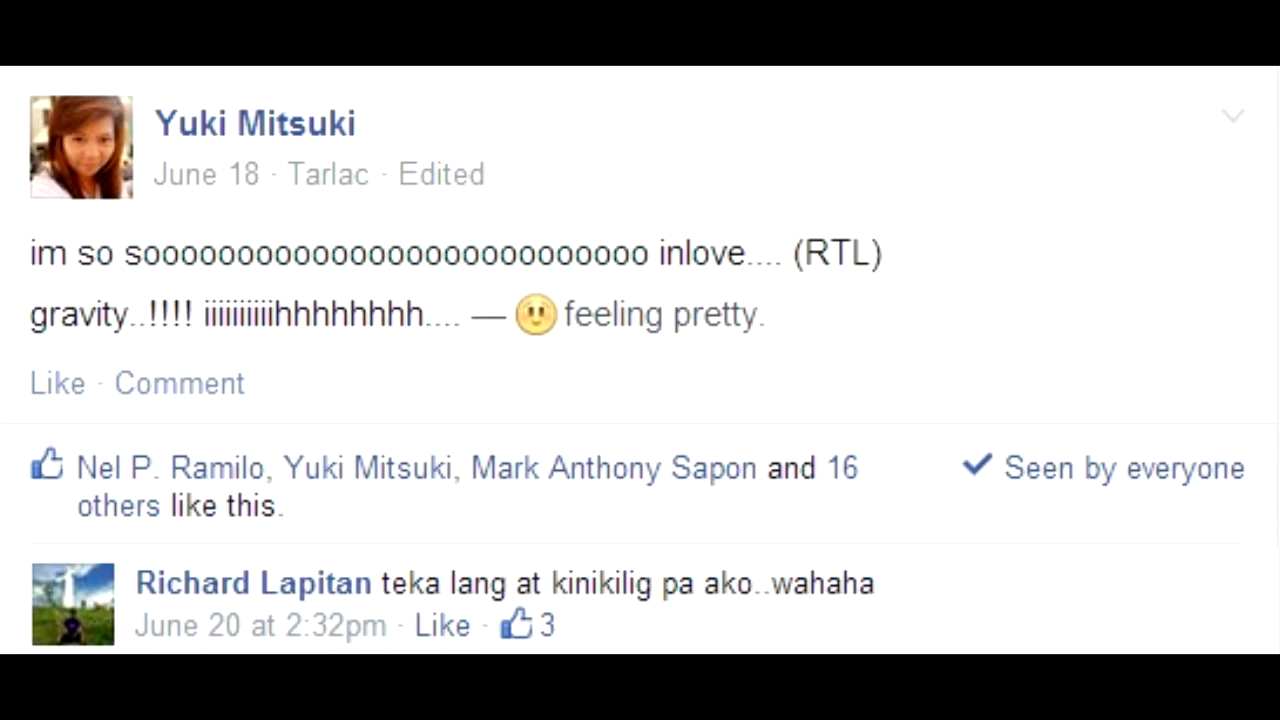 Yuki Mitsuki
June 18 · Tarlac · Edited
im so sooooooooooooooooooooooooooo inlove.... (RTL)
gravity..!!!! iiiiiiiiiihhhhhhhh.... — feeling pretty.
Like · Comment
Nel P. Ramilo, Yuki Mitsuki, Mark Anthony Sapon and 16
others like this.
Seen by everyone
Richard Lapitan teka lang at kinikilig pa ako..wahaha
June 20 at 2:32pm · Like · 3